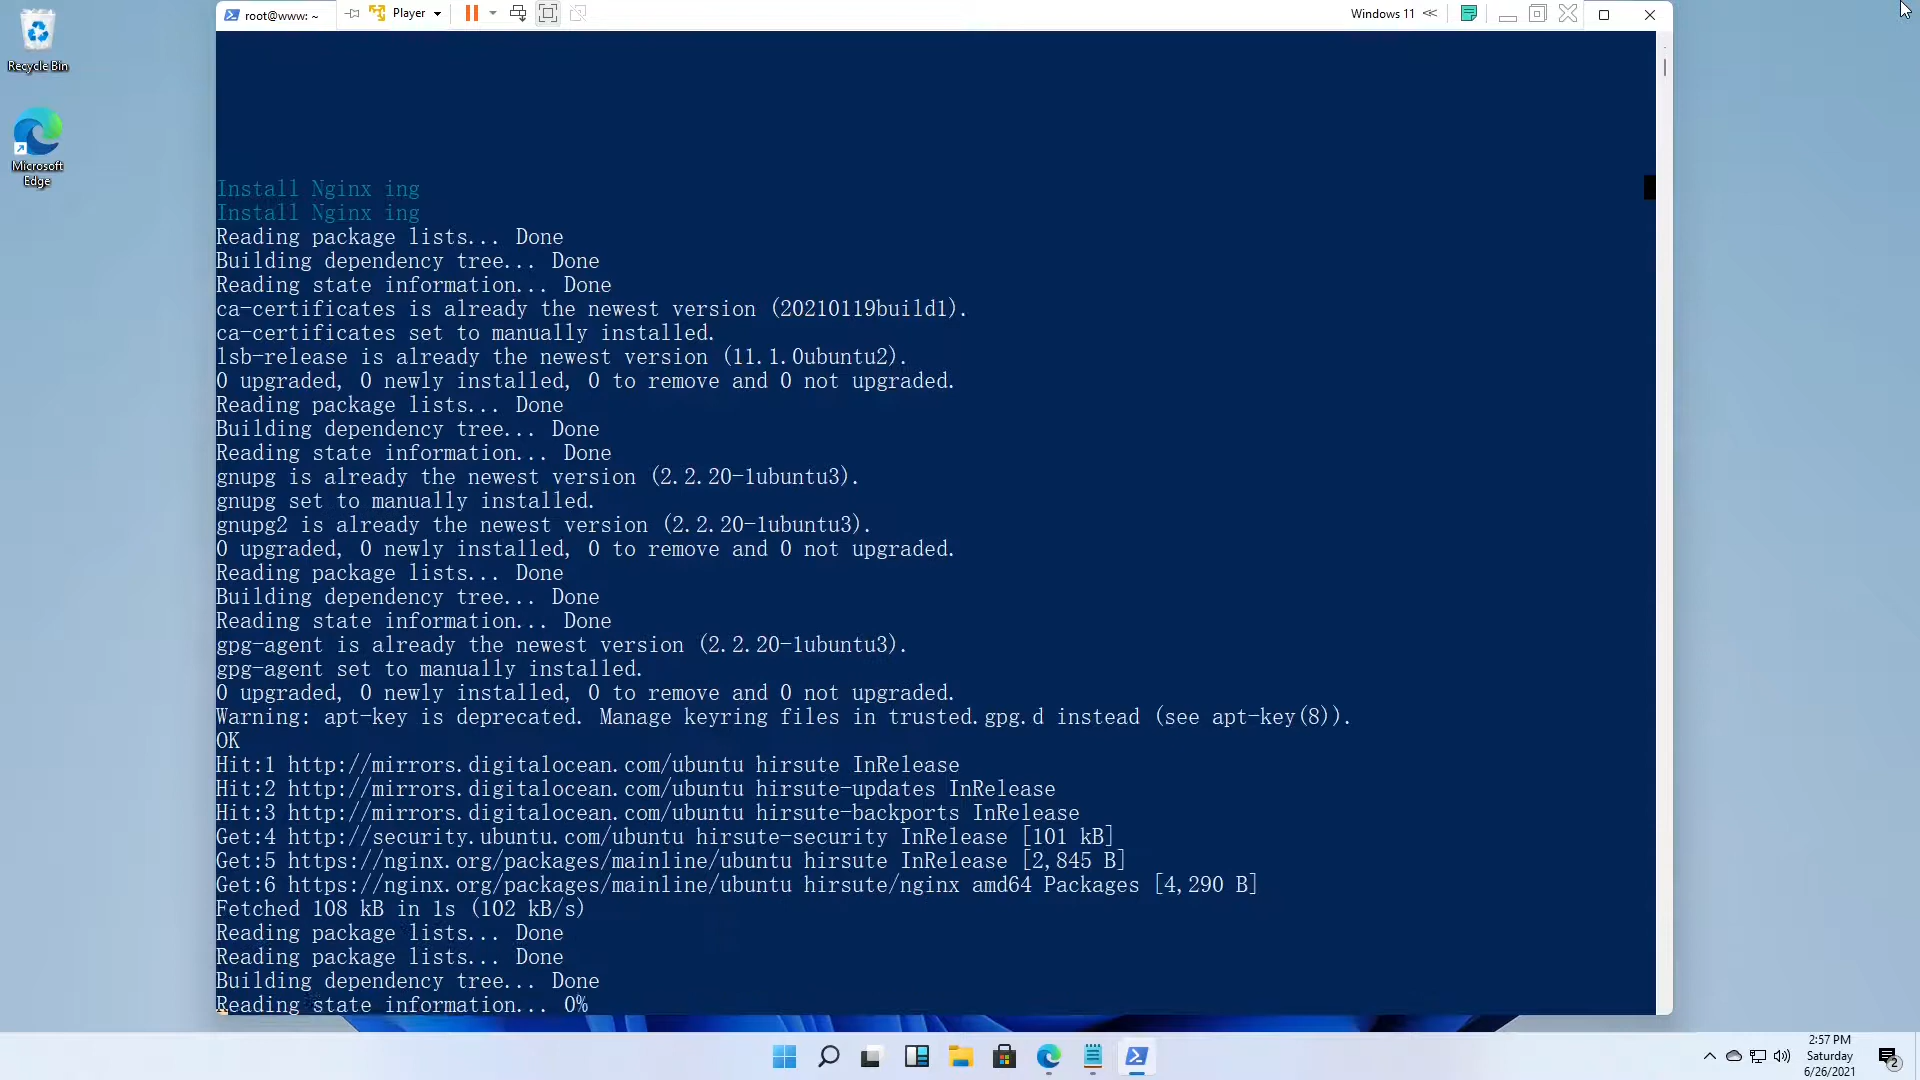 root@www: ~
Player
Windows 11
Recycle Bin
Microsoft
Edge
Install Nginx ing
Install Nginx ing
Reading package lists... Done
Building dependency tree... Done
Reading state information... Done
ca-certificates is already the newest version (20210119build1).
ca-certificates set to manually installed.
lsb-release is already the newest version (11.1.0ubuntu2).
0 upgraded, 0 newly installed, 0 to remove and 0 not upgraded.
Reading package lists... Done
Building dependency tree... Done
Reading state information... Done
gnupg is already the newest version (2.2.20-1ubuntu3).
gnupg set to manually installed.
gnupg2 is already the newest version (2.2.20-1ubuntu3).
0 upgraded, 0 newly installed, 0 to remove and 0 not upgraded.
Reading package lists... Done
Building dependency tree... Done
Reading state information... Done
gpg-agent is already the newest version (2.2.20-1ubuntu3).
gpg-agent set to manually installed.
0 upgraded, 0 newly installed, 0 to remove and 0 not upgraded.
Warning: apt-key is deprecated. Manage keyring files in trusted.gpg.d instead (see apt-key(8)).
OK
Hit:1 http://mirrors.digitalocean.com/ubuntu hirsute InRelease
Hit:2 http://mirrors.digitalocean.com/ubuntu hirsute-updates InRelease
Hit:3 http://mirrors.digitalocean.com/ubuntu hirsute-backports InRelease
Get:4 http://security.ubuntu.com/ubuntu hirsute-security InRelease [101 kB]
Get:5 https://nginx.org/packages/mainline/ubuntu hirsute InRelease [2,845 B]
Get:6 https://nginx.org/packages/mainline/ubuntu hirsute/nginx amd64 Packages [4,290 B]
Fetched 108 kB in 1s (102 kB/s)
Reading package lists... Done
Reading package lists... Done
Building dependency tree... Done
Reading state information... 0%
2:57 PM
Saturday
6/26/2021
2